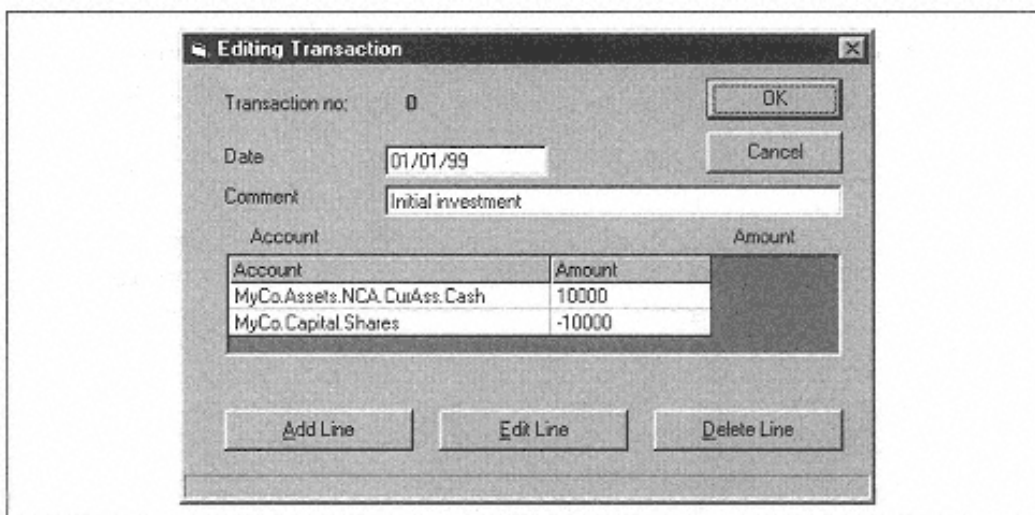 Editing Transaction
Transaction no: 0
OK
Date 01/01/99
Cancel
Comment Initial investment
Account Amount
Account Amount
MyCo.Assets.NCA.CurAss.Cash 10000
MyCo.Capital.Shares -10000
Add Line Edit Line Delete Line